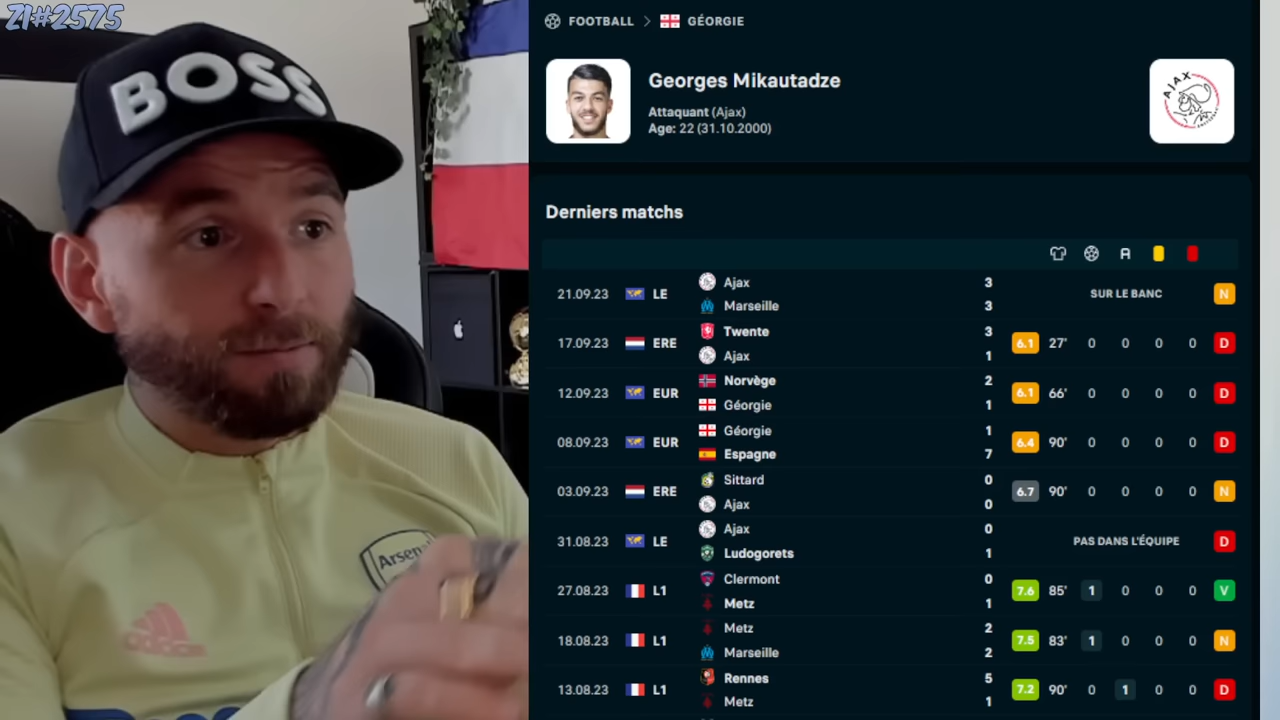 Z1#2575
BOSS
Arsenal
adidas
FOOTBALL > GÉORGIE
Georges Mikautadze
Attaquant (Ajax)
Age: 22 (31.10.2000)
AJAX
Derniers matchs
A
21.09.23 LE Ajax 3 SUR LE BANC N
Marseille 3
17.09.23 ERE Twente 3 6.1 27' 0 0 0 0 D
Ajax 1
12.09.23 EUR Norvège 2 6.1 66' 0 0 0 0 D
Géorgie 1
08.09.23 EUR Géorgie 1 6.4 90' 0 0 0 0 D
Espagne 7
03.09.23 ERE Sittard 0 6.7 90' 0 0 0 0 N
Ajax 0
31.08.23 LE Ajax 0 PAS DANS L'ÉQUIPE D
Ludogorets 1
27.08.23 L1 Clermont 0 7.6 85' 1 0 0 0 V
Metz 1
18.08.23 L1 Metz 2 7.5 83' 1 0 0 0 N
Marseille 2
13.08.23 L1 Rennes 5 7.2 90' 0 1 0 0 D
Metz 1